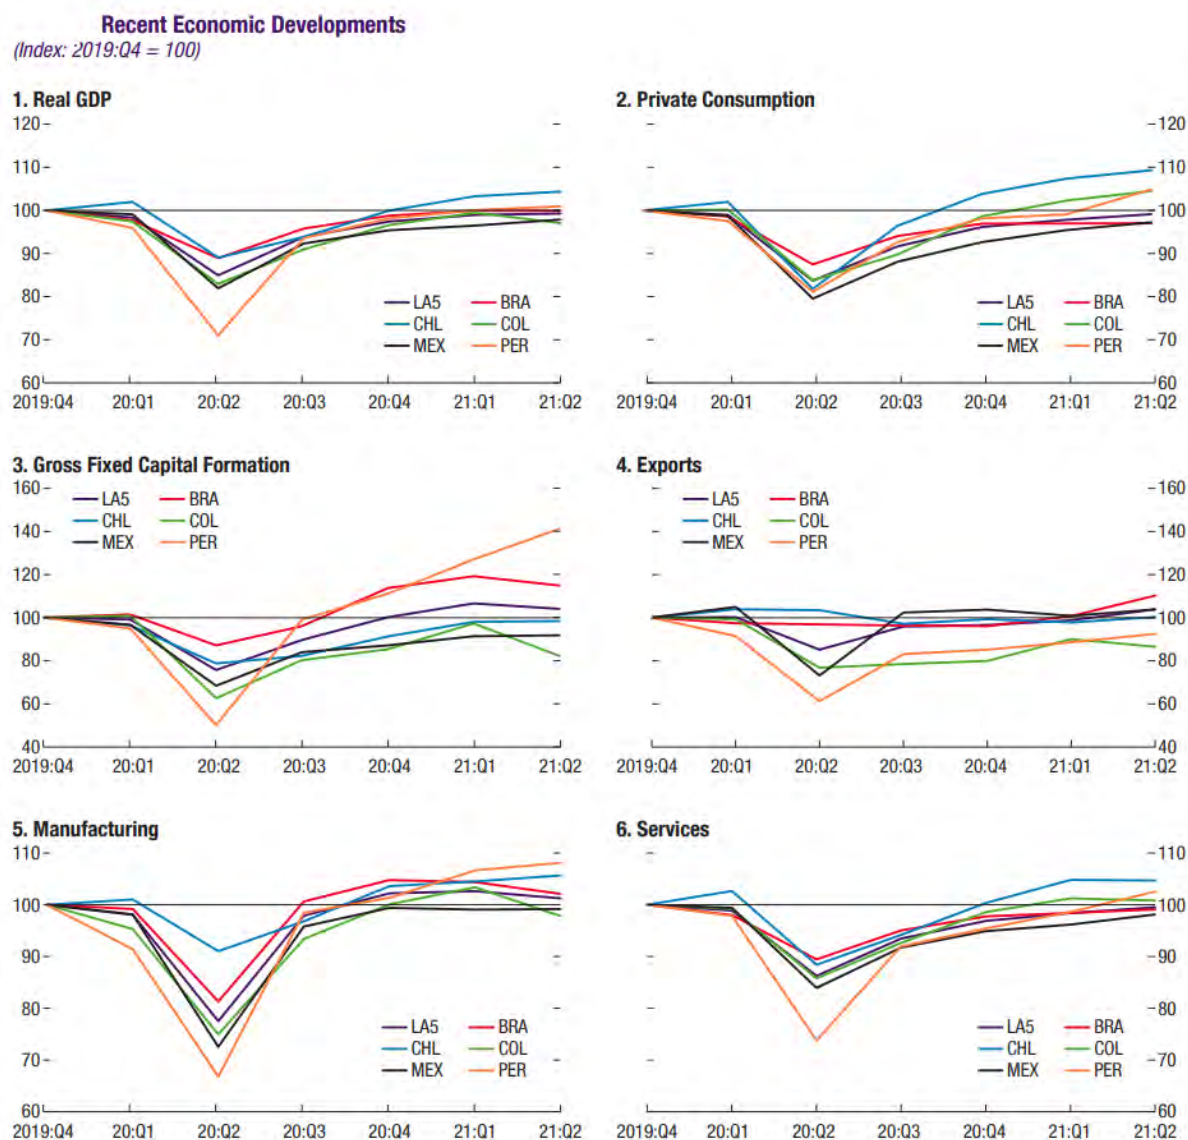 Recent Economic Developments
(Index: 2019:Q4 = 100)
1. Real GDP
120
110
100
90
80
70
60
LA5 BRA
CHL COL
MEX PER
2019:Q4 20:Q1 20:Q2 20:Q3 20:Q4 21:Q1 21:Q2
2. Private Consumption
120
110
100
90
80
70
60
LA5 BRA
CHL COL
MEX PER
2019:Q4 20:Q1 20:Q2 20:Q3 20:Q4 21:Q1 21:Q2
3. Gross Fixed Capital Formation
160
140
120
100
80
60
40
LA5 BRA
CHL COL
MEX PER
2019:Q4 20:Q1 20:Q2 20:Q3 20:Q4 21:Q1 21:Q2
4. Exports
160
140
120
100
80
60
40
LA5 BRA
CHL COL
MEX PER
2019:Q4 20:Q1 20:Q2 20:Q3 20:Q4 21:Q1 21:Q2
5. Manufacturing
110
100
90
80
70
60
LA5 BRA
CHL COL
MEX PER
2019:Q4 20:Q1 20:Q2 20:Q3 20:Q4 21:Q1 21:Q2
6. Services
110
100
90
80
70
60
LA5 BRA
CHL COL
MEX PER
2019:Q4 20:Q1 20:Q2 20:Q3 20:Q4 21:Q1 21:Q2